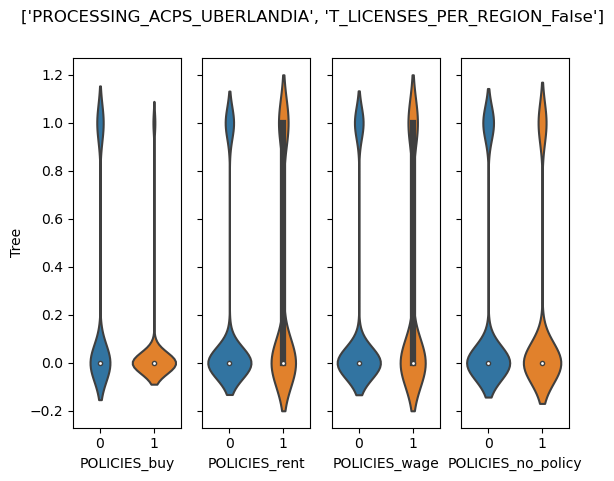 ['PROCESSING_ACPS_UBERLANDIA', 'T_LICENSES_PER_REGION_False']
1.2
1.0
0.8
0.6
0.4
0.2
0.0
−0.2
Tree
0 1 0 1 0 1 0 1
POLICIES_buy POLICIES_rent POLICIES_wage POLICIES_no_policy